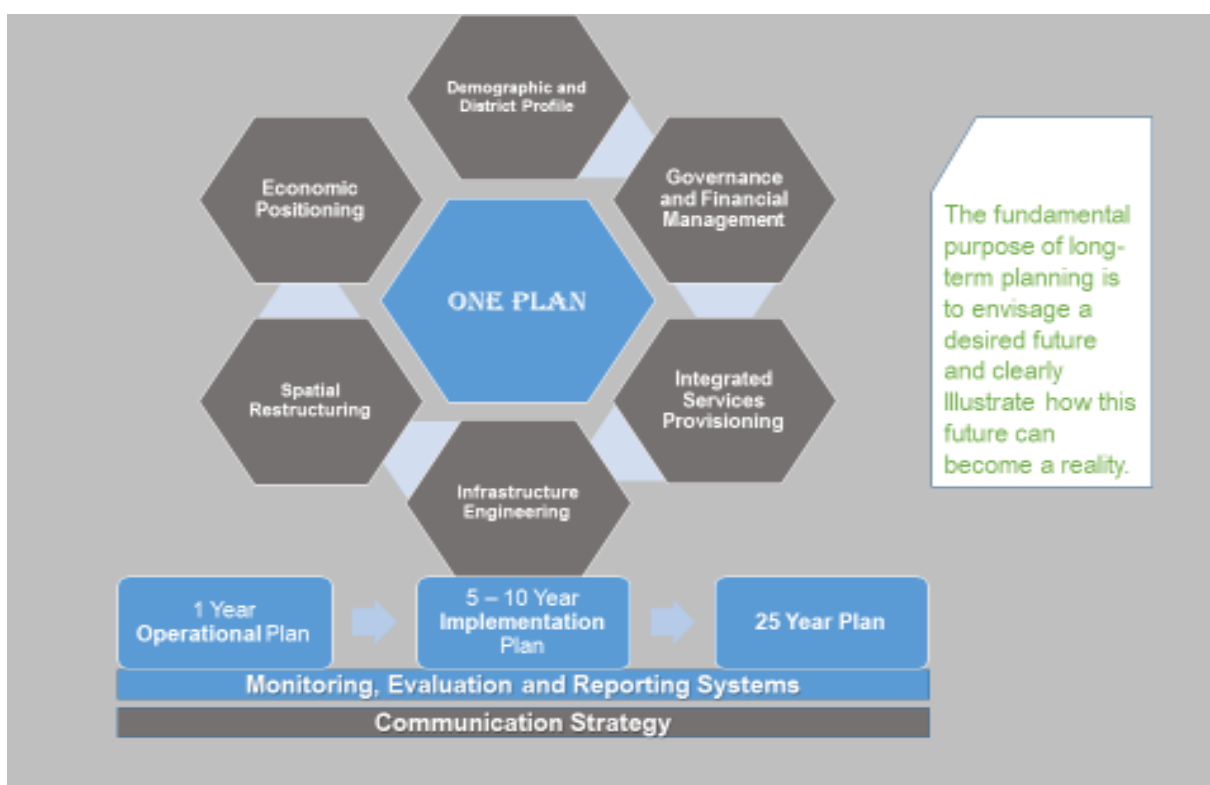 Demographic and
District Profile
Governance
and Financial
Management
Economic
Positioning
ONE PLAN
Integrated
Services
Provisioning
Spatial
Restructuring
Infrastructure
Engineering
The fundamental
purpose of long-
term planning is
to envisage a
desired future
and clearly
Illustrate how this
future can
become a reality.
1 Year
Operational Plan
5 – 10 Year
Implementation
Plan
25 Year Plan
Monitoring, Evaluation and Reporting Systems
Communication Strategy